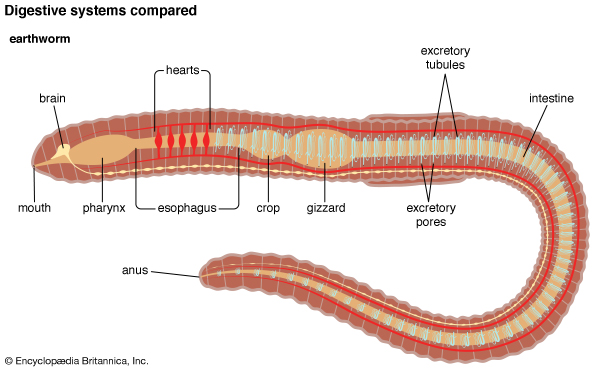 Digestive systems compared
earthworm
excretory
tubules
hearts
brain
intestine
mouth
pharynx
esophagus
crop
gizzard
excretory
pores
anus
© Encyclopædia Britannica, Inc.